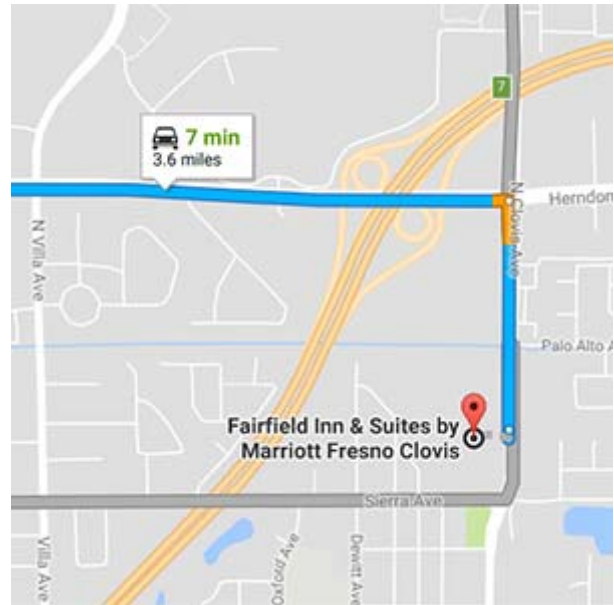 7
7 min
3.6 miles
N Clovis Ave
Herndon
N Villa Ave
Palo Alto A
Fairfield Inn & Suites by
Marriott Fresno Clovis
Sierra Ave
Villa Ave
Oxford Ave
Dewitt Ave